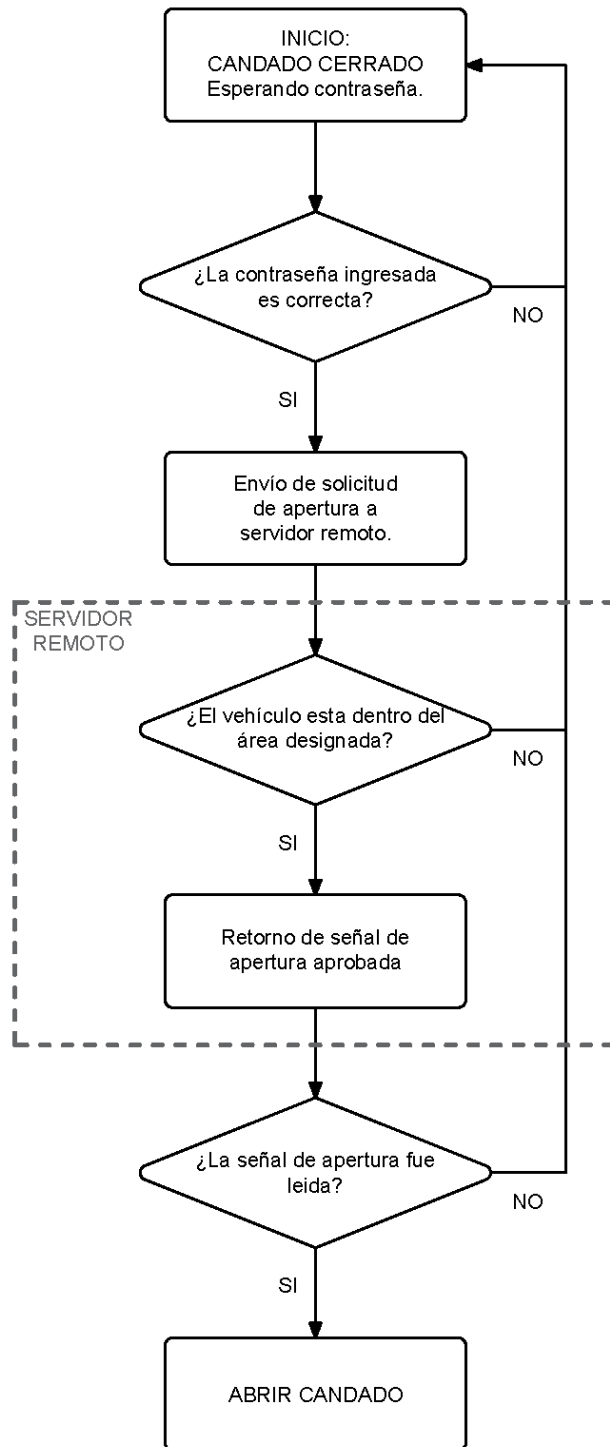 INICIO:
CANDADO CERRADO
Esperando contraseña.
¿La contraseña ingresada
es correcta?
NO
SI
Envío de solicitud
de apertura a
servidor remoto.
SERVIDOR
REMOTO
¿El vehículo esta dentro del
área designada?
NO
SI
Retorno de señal de
apertura aprobada
¿La señal de apertura fue
leida?
NO
SI
ABRIR CANDADO